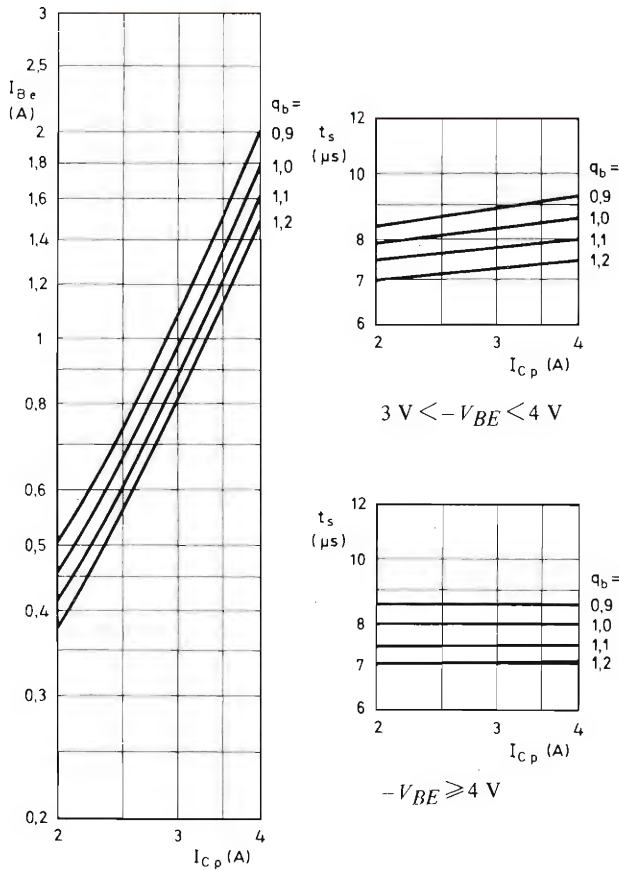 3
2,5
I_Be
(A)
2
1,8
1,6
1,4
1,2
1
0,8
0,6
0,5
0,4
0,3
0,2
2 3 4
I_Cp (A)
q_b=
0,9
1,0
1,1
1,2
12
t_s
(μs)
10
8
7
6
2 3 4
I_Cp (A)
q_b=
0,9
1,0
1,1
1,2
3 V < −V_BE < 4 V
12
t_s
(μs)
10
8
7
6
2 3 4
I_Cp (A)
q_b=
0,9
1,0
1,1
1,2
−V_BE ⩾ 4 V